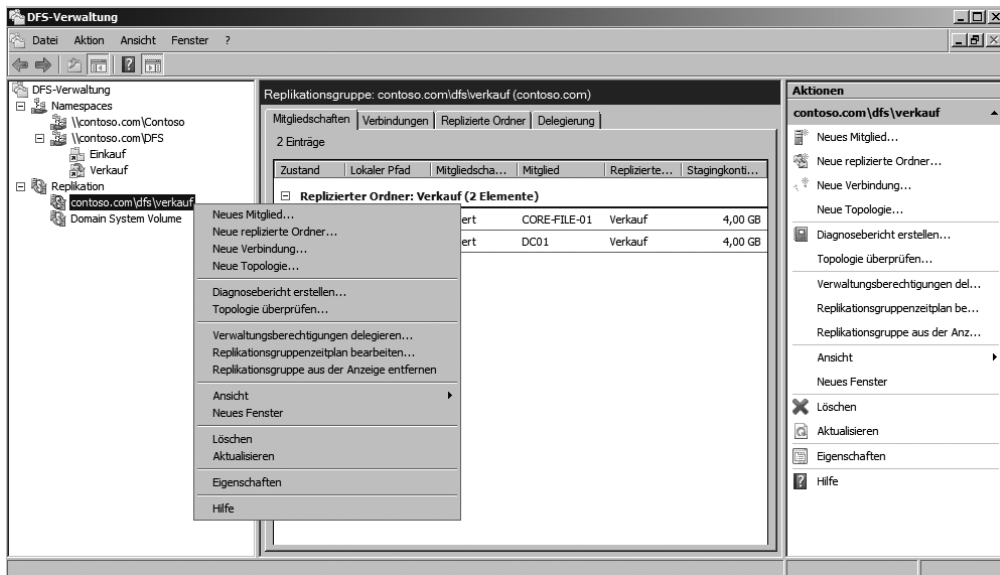 DFS-Verwaltung
Datei Aktion Ansicht Fenster ?
DFS-Verwaltung
Namespaces
\\contoso.com\Contoso
\\contoso.com\DFS
Einkauf
Verkauf
Replikation
contoso.com\dfs\verkauf
Domain System Volume
Neues Mitglied...
Neue replizierte Ordner...
Neue Verbindung...
Neue Topologie...
Diagnosebericht erstellen...
Topologie überprüfen...
Verwaltungsberechtigungen delegieren...
Replikationsgruppenzeitplan bearbeiten...
Replikationsgruppe aus der Anzeige entfernen
Ansicht
Neues Fenster
Löschen
Aktualisieren
Eigenschaften
Hilfe
Replikationsgruppe: contoso.com\dfs\verkauf (contoso.com)
Mitgliedschaften Verbindungen Replizierte Ordner Delegierung
2 Einträge
Zustand Lokaler Pfad Mitgliedscha... Mitglied Replizierte... Stagingkonti...
Replizierter Ordner: Verkauf (2 Elemente)
ert CORE-FILE-01 Verkauf 4,00 GB
ert DC01 Verkauf 4,00 GB
Aktionen
contoso.com\dfs\verkauf
Neues Mitglied...
Neue replizierte Ordner...
Neue Verbindung...
Neue Topologie...
Diagnosebericht erstellen...
Topologie überprüfen...
Verwaltungsberechtigungen del...
Replikationsgruppenzeitplan be...
Replikationsgruppe aus der Anz...
Ansicht
Neues Fenster
Löschen
Aktualisieren
Eigenschaften
Hilfe